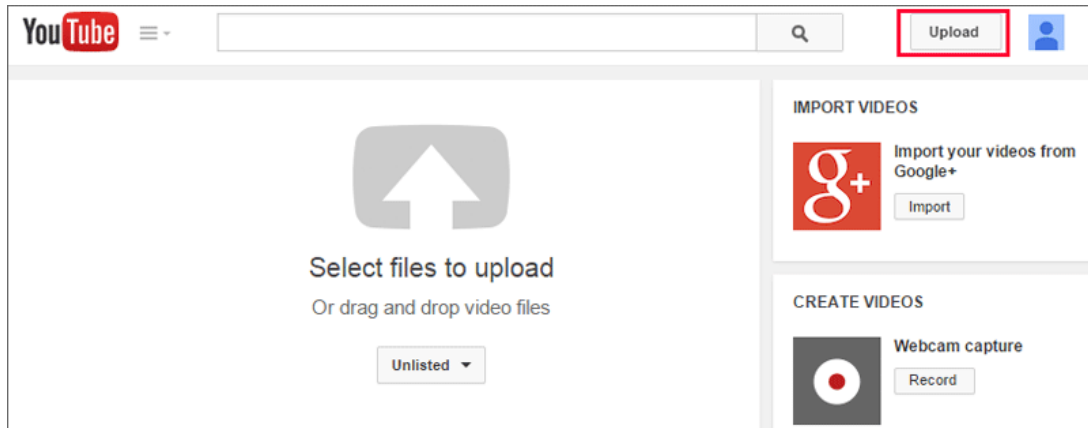 YouTube
Upload
Select files to upload
Or drag and drop video files
Unlisted
IMPORT VIDEOS
g+
Import your videos from
Google+
Import
CREATE VIDEOS
Webcam capture
Record